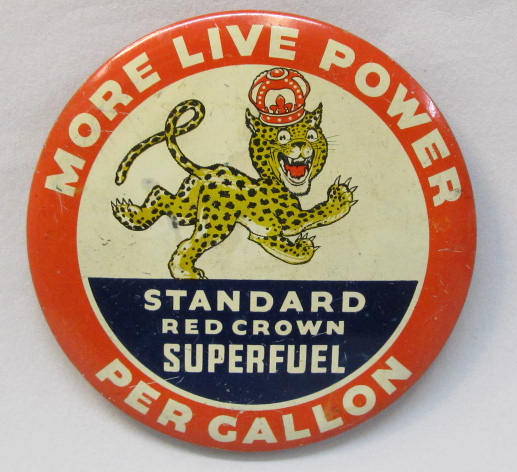 MORE LIVE POWER
STANDARD
RED CROWN
SUPERFUEL
PER GALLON